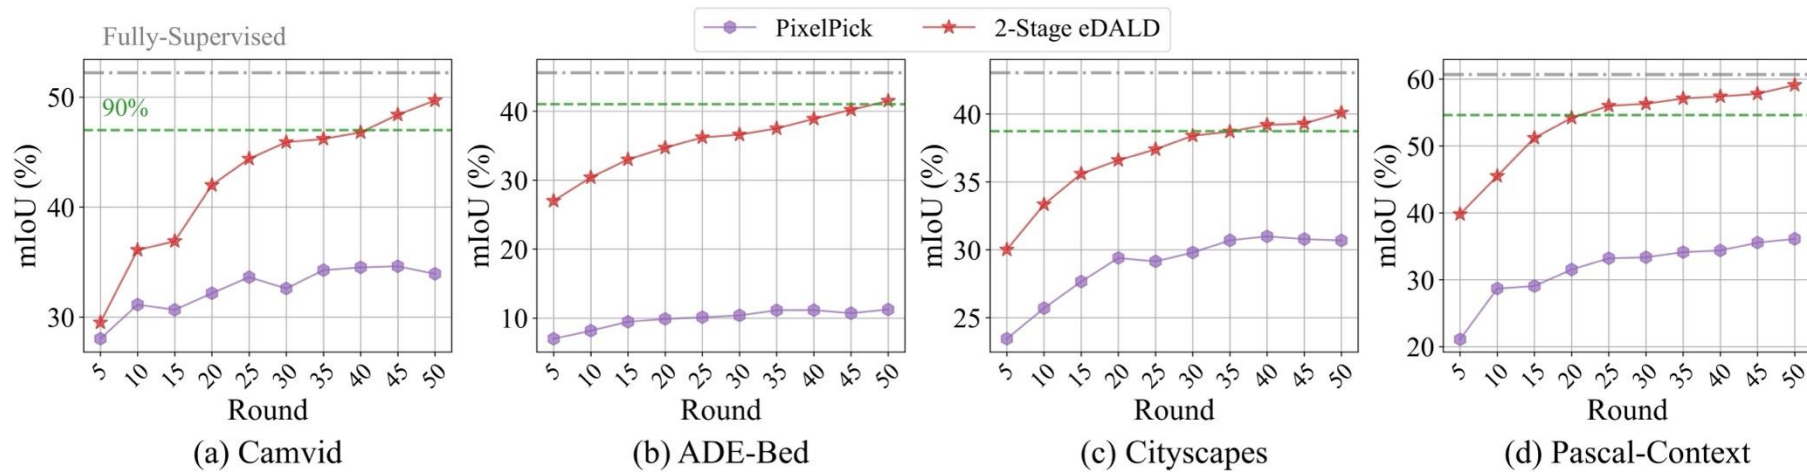 PixelPick 2-Stage eDALD
Fully-Supervised
90%
mIoU (%)
50
40
30
5 10 15 20 25 30 35 40 45 50
Round
(a) Camvid
mIoU (%)
40
30
20
10
5 10 15 20 25 30 35 40 45 50
Round
(b) ADE-Bed
mIoU (%)
40
35
30
25
5 10 15 20 25 30 35 40 45 50
Round
(c) Cityscapes
mIoU (%)
60
50
40
30
20
5 10 15 20 25 30 35 40 45 50
Round
(d) Pascal-Context